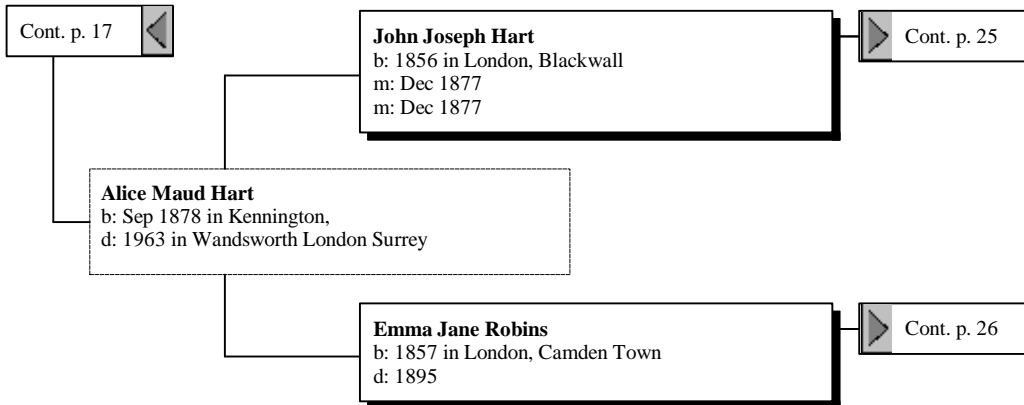 Cont. p. 17
John Joseph Hart
b: 1856 in London, Blackwall
m: Dec 1877
m: Dec 1877
Cont. p. 25
Alice Maud Hart
b: Sep 1878 in Kennington,
d: 1963 in Wandsworth London Surrey
Emma Jane Robins
b: 1857 in London, Camden Town
d: 1895
Cont. p. 26